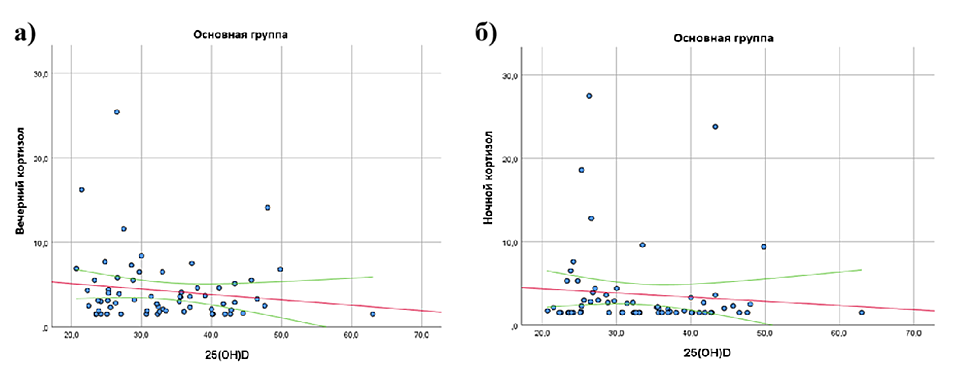 а)
Основная группа
Вечерний кортизол
30,0
20,0
10,0
,0
20,0 30,0 40,0 50,0 60,0 70,0
25(OH)D
б)
Основная группа
Ночной кортизол
30,0
20,0
10,0
,0
20,0 30,0 40,0 50,0 60,0 70,0
25(OH)D